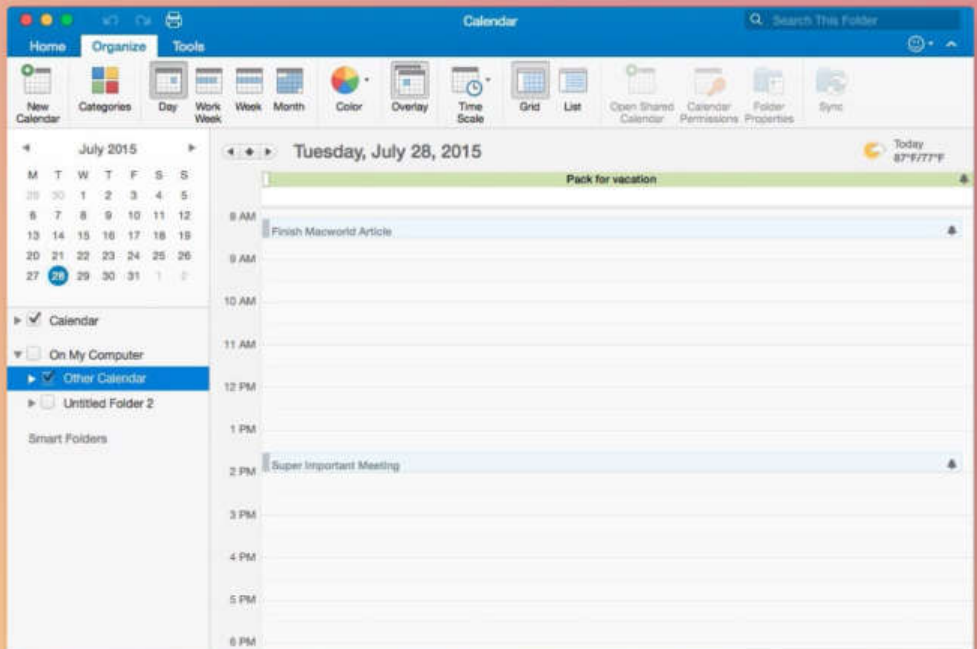 Calendar
Search This Folder
Home Organize Tools
New Calendar
Categories
Day
Work Week
Week
Month
Color
Overlay
Time Scale
Grid
List
Open Shared Calendar
Calendar Permissions
Folder Properties
Sync
July 2015
M T W T F S S
29 30 1 2 3 4 5
6 7 8 9 10 11 12
13 14 15 16 17 18 19
20 21 22 23 24 25 26
27 28 29 30 31 1 2
Calendar
On My Computer
Other Calendar
Untitled Folder 2
Smart Folders
Tuesday, July 28, 2015
Today
87°F/77°F
Pack for vacation
8 AM
Finish Macworld Article
9 AM
10 AM
11 AM
12 PM
1 PM
Super Important Meeting
2 PM
3 PM
4 PM
5 PM
6 PM